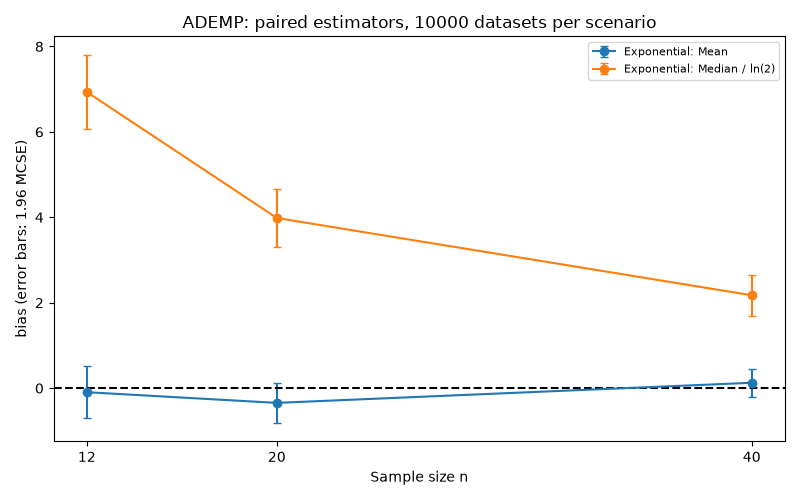 ADEMP: paired estimators, 10000 datasets per scenario
Exponential: Mean
Exponential: Median / ln(2)
bias (error bars: 1.96 MCSE)
8
6
4
2
0
12
20
40
Sample size n